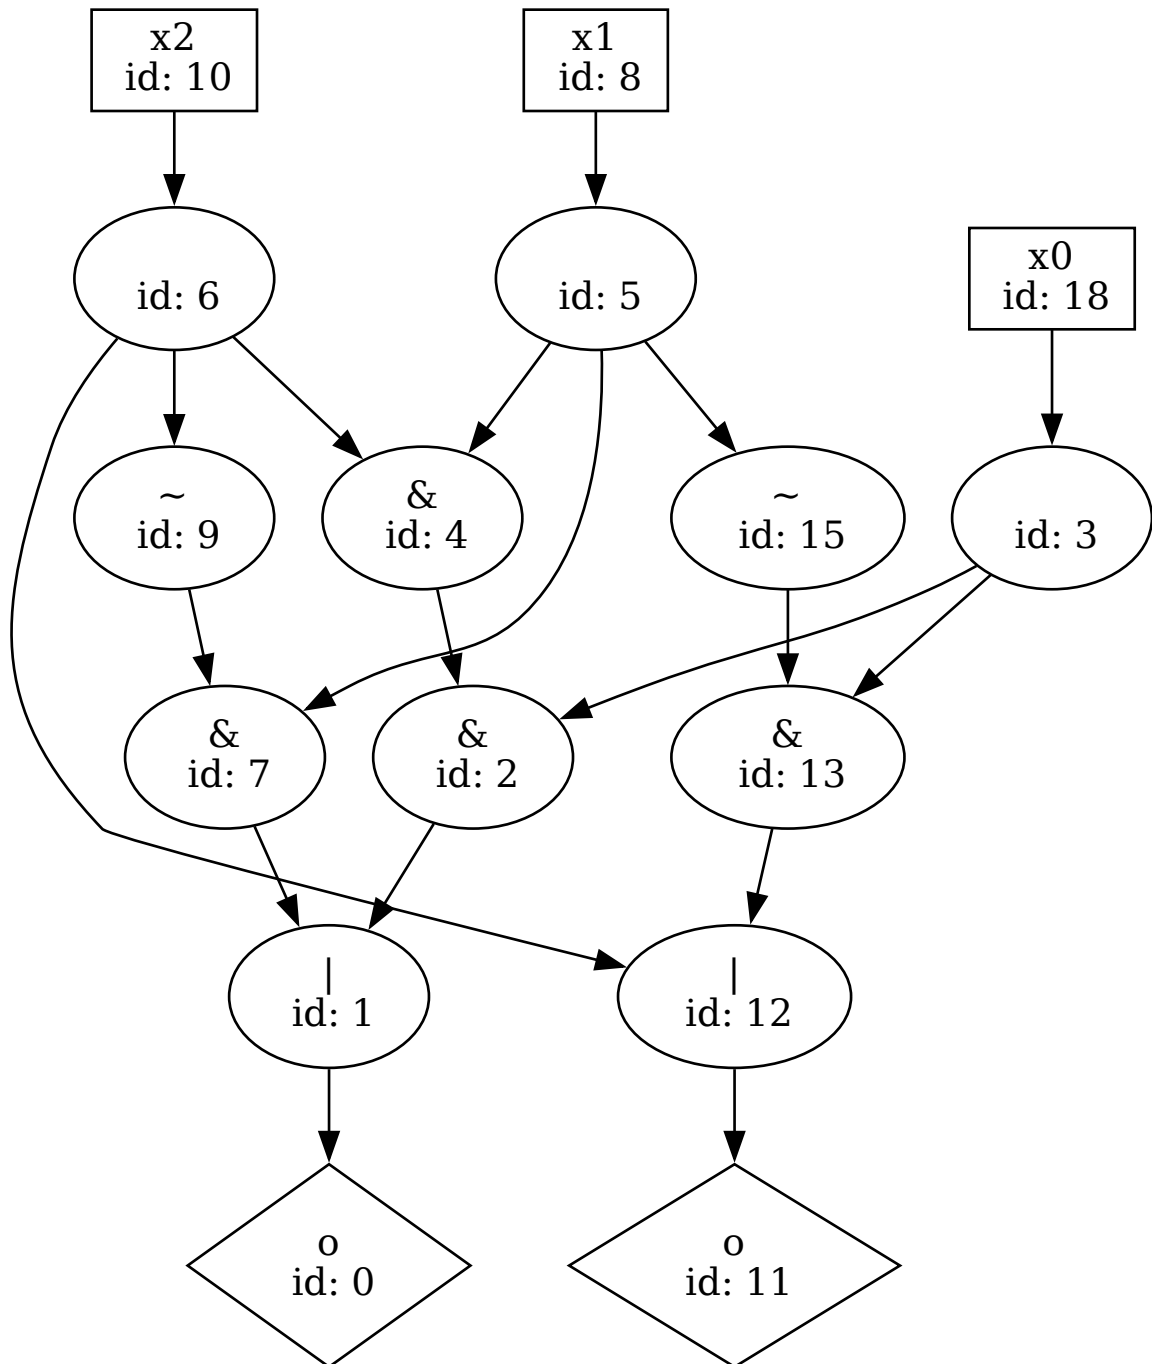 x2
id: 10
x1
id: 8
x0
id: 18
id: 6
id: 5
~
id: 9
&
id: 4
~
id: 15
id: 3
&
id: 7
&
id: 2
&
id: 13
|
id: 1
|
id: 12
o
id: 0
o
id: 11